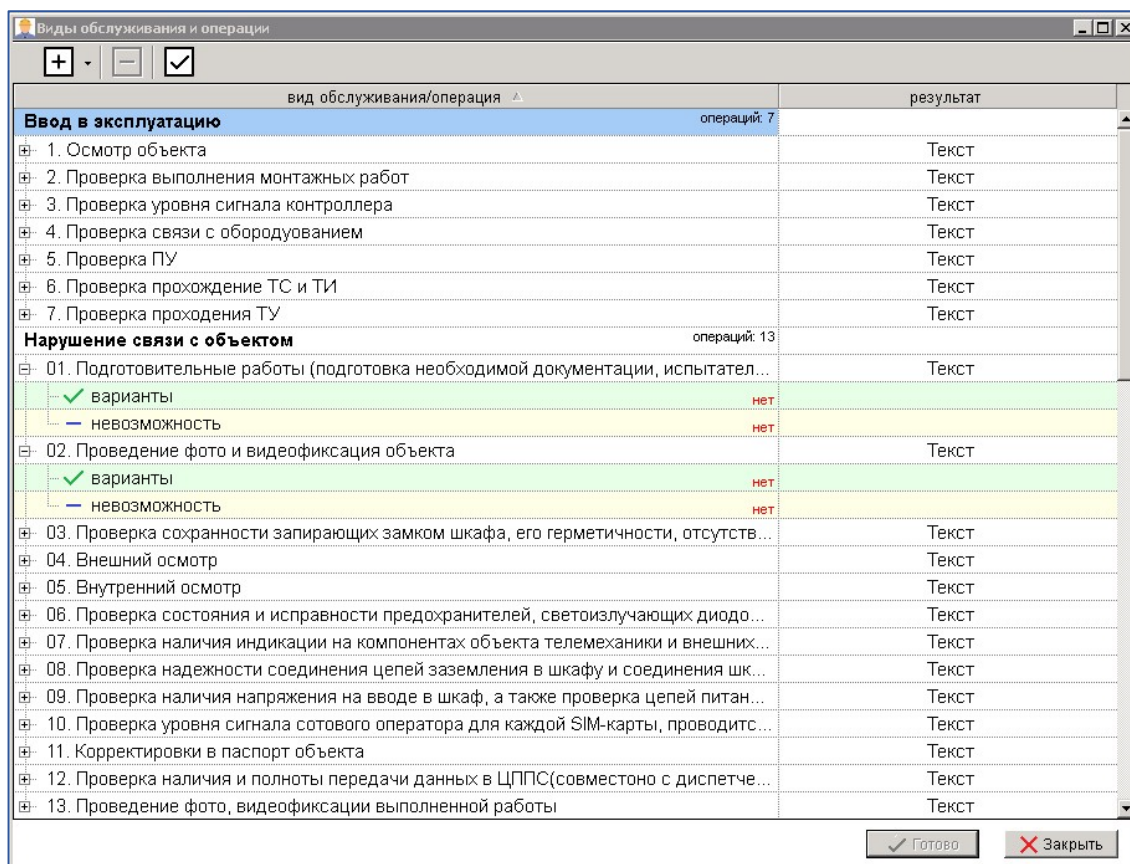 Виды обслуживания и операции
вид обслуживания/операция результат
Ввод в эксплуатацию операций: 7
1. Осмотр объекта Текст
2. Проверка выполнения монтажных работ Текст
3. Проверка уровня сигнала контроллера Текст
4. Проверка связи с обородуованием Текст
5. Проверка ПУ Текст
6. Проверка прохождение ТС и ТИ Текст
7. Проверка проходения ТУ Текст
Нарушение связи с объектом операций: 13
01. Подготовительные работы (подготовка необходимой документации, испытател... Текст
варианты нет
невозможность нет
02. Проведение фото и видеофиксация объекта Текст
варианты нет
невозможность нет
03. Проверка сохранности запирающих замком шкафа, его герметичности, отсутств... Текст
04. Внешний осмотр Текст
05. Внутренний осмотр Текст
06. Проверка состояния и исправности предохранителей, светоизлучающих диодо... Текст
07. Проверка наличия индикации на компонентах объекта телемеханики и внешних... Текст
08. Проверка надежности соединения цепей заземления в шкафу и соединения шк... Текст
09. Проверка наличия напряжения на вводе в шкаф, а также проверка цепей питан... Текст
10. Проверка уровня сигнала сотового оператора для каждой SIM-карты, проводитс... Текст
11. Корректировки в паспорт объекта Текст
12. Проверка наличия и полноты передачи данных в ЦППС(совместоно с диспетче... Текст
13. Проведение фото, видеофиксации выполненной работы Текст
Готово Закрыть